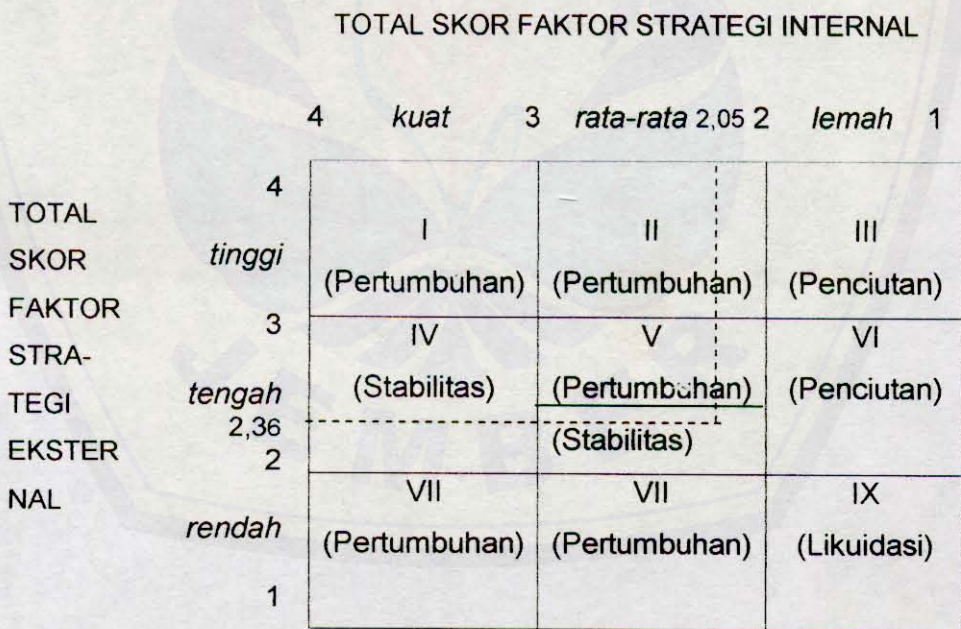 TOTAL SKOR FAKTOR STRATEGI INTERNAL
4 kuat 3 rata-rata 2,05 2 lemah 1
TOTAL
SKOR
FAKTOR
STRA-
TEGI
EKSTER
NAL
4
tinggi
3
tengah
2,36
2
rendah
1
I
(Pertumbuhan)
II
(Pertumbuhan)
III
(Penciutan)
IV
(Stabilitas)
V
(Pertumbuhan)
(Stabilitas)
VI
(Penciutan)
VII
(Pertumbuhan)
VII
(Pertumbuhan)
IX
(Likuidasi)